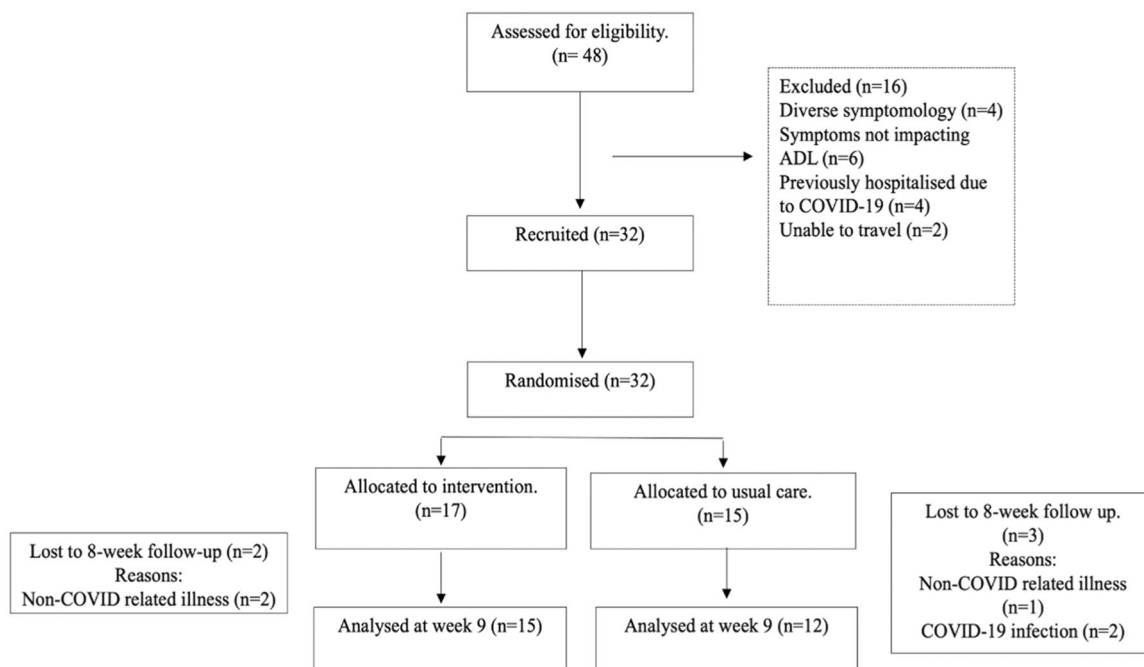 Assessed for eligibility.
(n= 48)
Excluded (n=16)
Diverse symptomology (n=4)
Symptoms not impacting
ADL (n=6)
Previously hospitalised due
to COVID-19 (n=4)
Unable to travel (n=2)
Recruited (n=32)
Randomised (n=32)
Allocated to intervention.
(n=17)
Allocated to usual care.
(n=15)
Lost to 8-week follow-up (n=2)
Reasons:
Non-COVID related illness (n=2)
Lost to 8-week follow up.
(n=3)
Reasons:
Non-COVID related illness
(n=1)
COVID-19 infection (n=2)
Analysed at week 9 (n=15)
Analysed at week 9 (n=12)